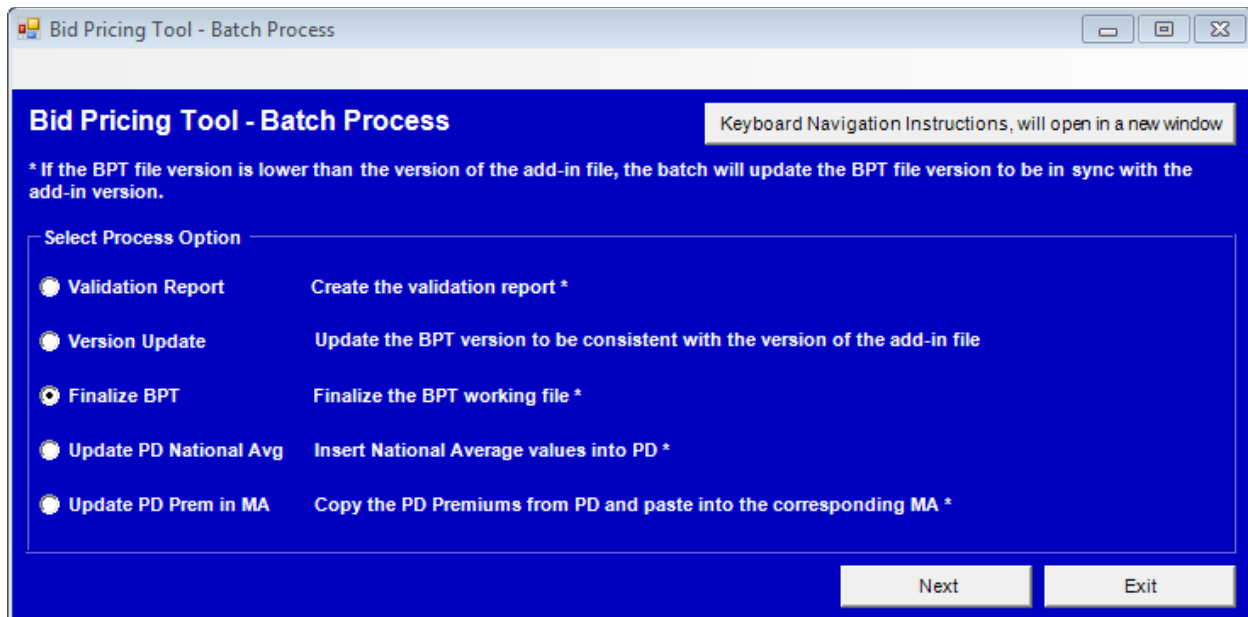 Bid Pricing Tool - Batch Process
Bid Pricing Tool - Batch Process
Keyboard Navigation Instructions, will open in a new window
* If the BPT file version is lower than the version of the add-in file, the batch will update the BPT file version to be in sync with the
add-in version.
Select Process Option
Validation Report Create the validation report *
Version Update Update the BPT version to be consistent with the version of the add-in file
Finalize BPT Finalize the BPT working file *
Update PD National Avg Insert National Average values into PD *
Update PD Prem in MA Copy the PD Premiums from PD and paste into the corresponding MA *
Next Exit